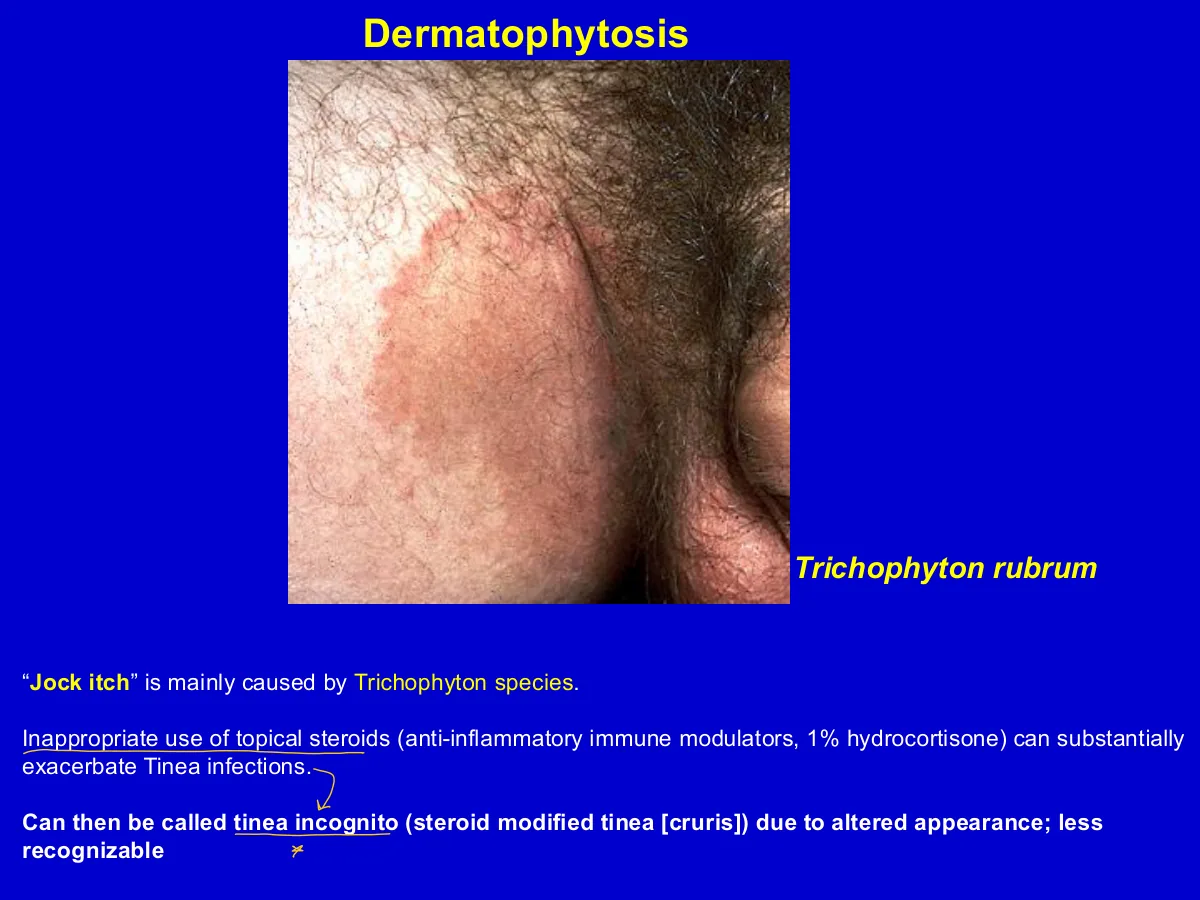 Dermatophytosis
Trichophyton rubrum
“Jock itch” is mainly caused by Trichophyton species.
Inappropriate use of topical steroids (anti-inflammatory immune modulators, 1% hydrocortisone) can substantially
exacerbate Tinea infections.
Can then be called tinea incognito (steroid modified tinea [cruris]) due to altered appearance; less
recognizable